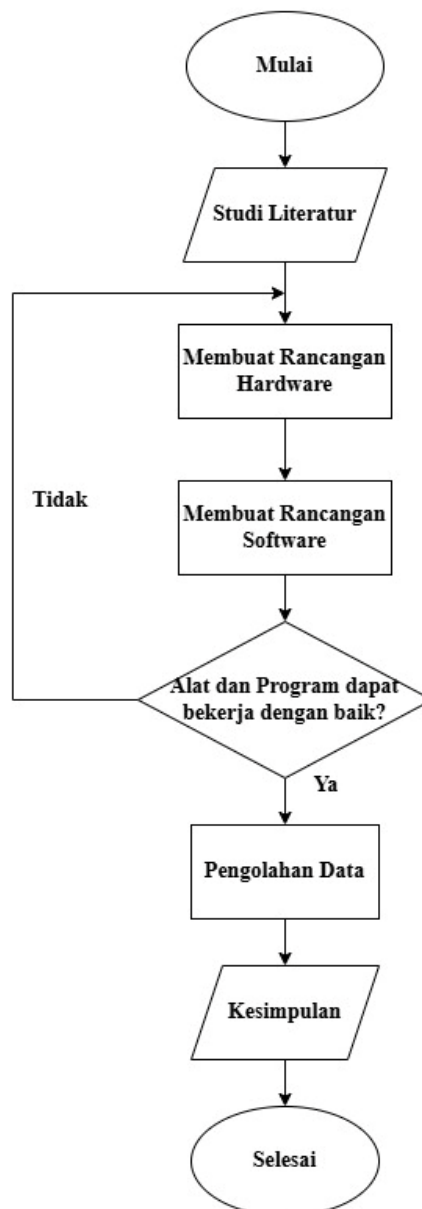 Mulai
Studi Literatur
Membuat Rancangan
Hardware
Tidak
Membuat Rancangan
Software
Alat dan Program dapat
bekerja dengan baik?
Ya
Pengolahan Data
Kesimpulan
Selesai